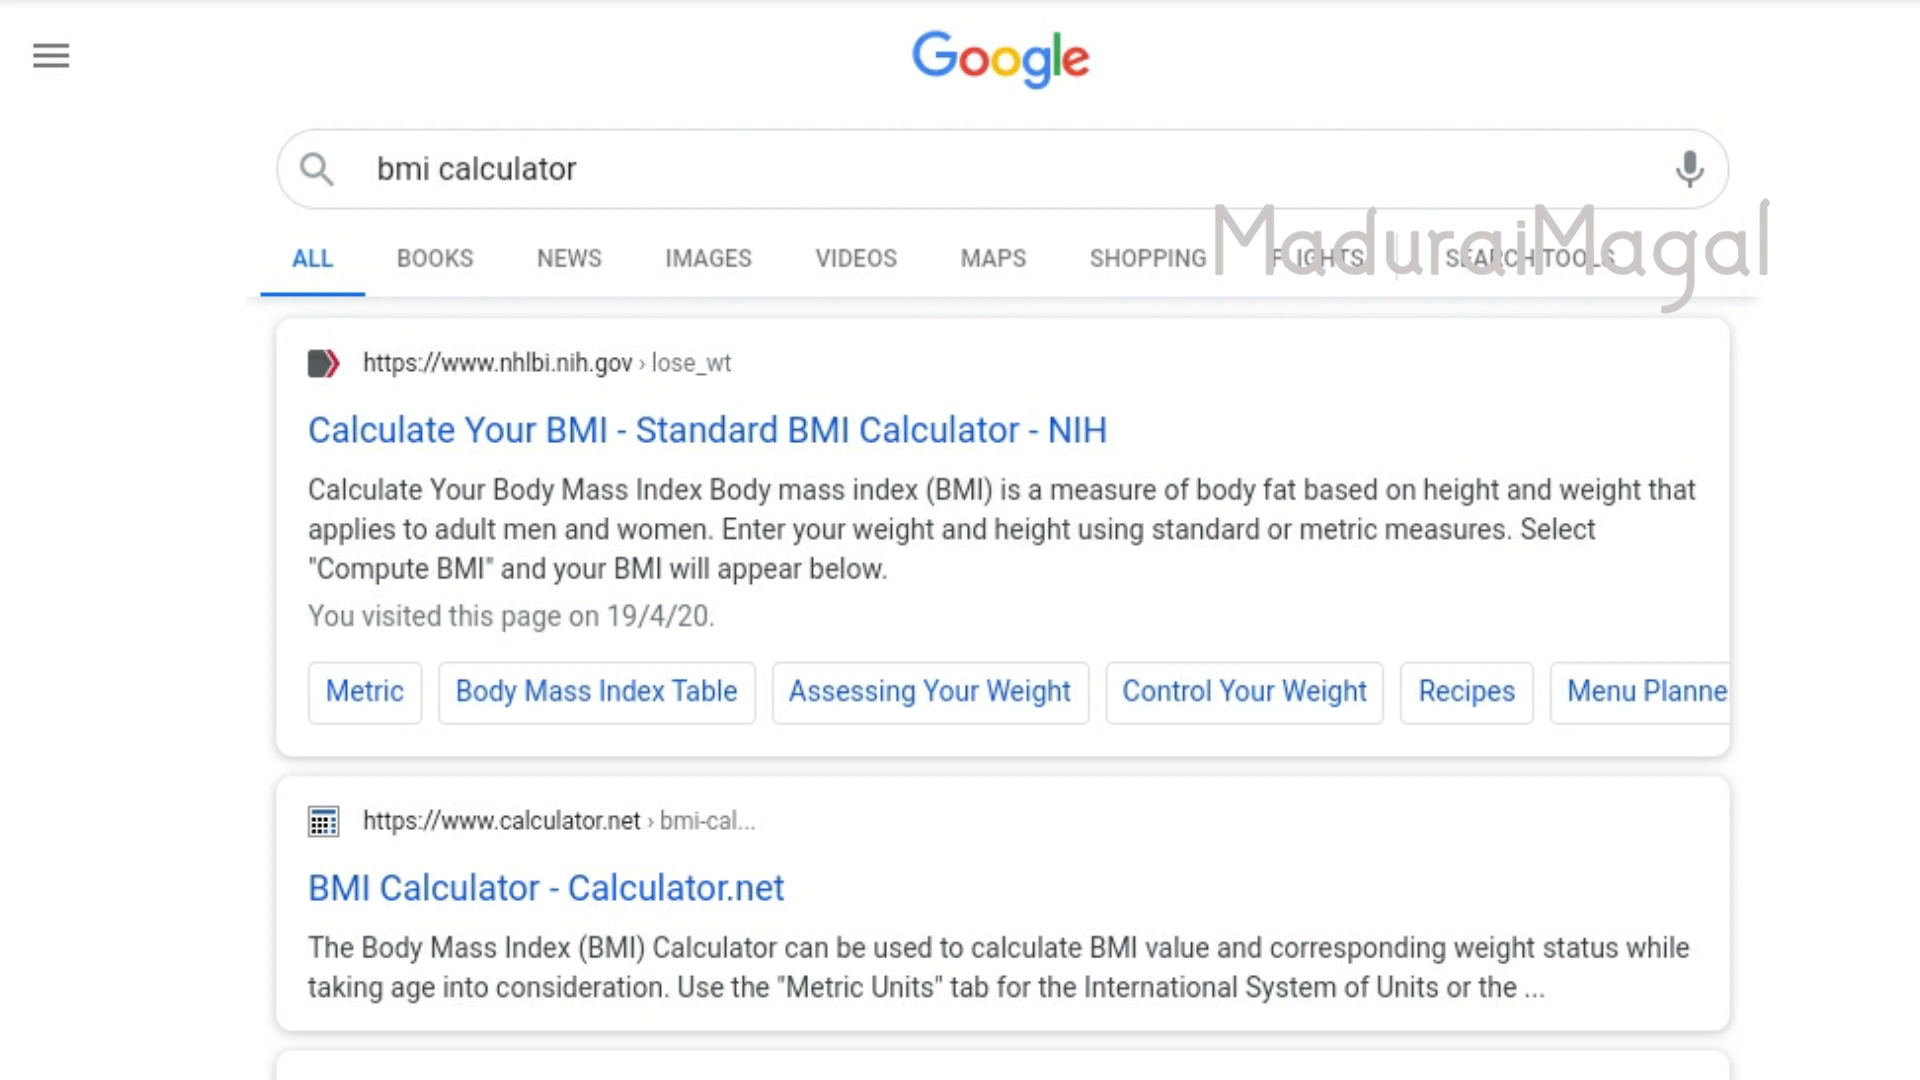 Google
bmi calculator
MaduraiMagal
ALL BOOKS NEWS IMAGES VIDEOS MAPS SHOPPING FLIGHTS SEARCH TOOLS
https://www.nhlbi.nih.gov › lose_wt
Calculate Your BMI - Standard BMI Calculator - NIH
Calculate Your Body Mass Index Body mass index (BMI) is a measure of body fat based on height and weight that
applies to adult men and women. Enter your weight and height using standard or metric measures. Select
"Compute BMI" and your BMI will appear below.
You visited this page on 19/4/20.
Metric Body Mass Index Table Assessing Your Weight Control Your Weight Recipes Menu Planne
https://www.calculator.net › bmi-cal...
BMI Calculator - Calculator.net
The Body Mass Index (BMI) Calculator can be used to calculate BMI value and corresponding weight status while
taking age into consideration. Use the "Metric Units" tab for the International System of Units or the ...